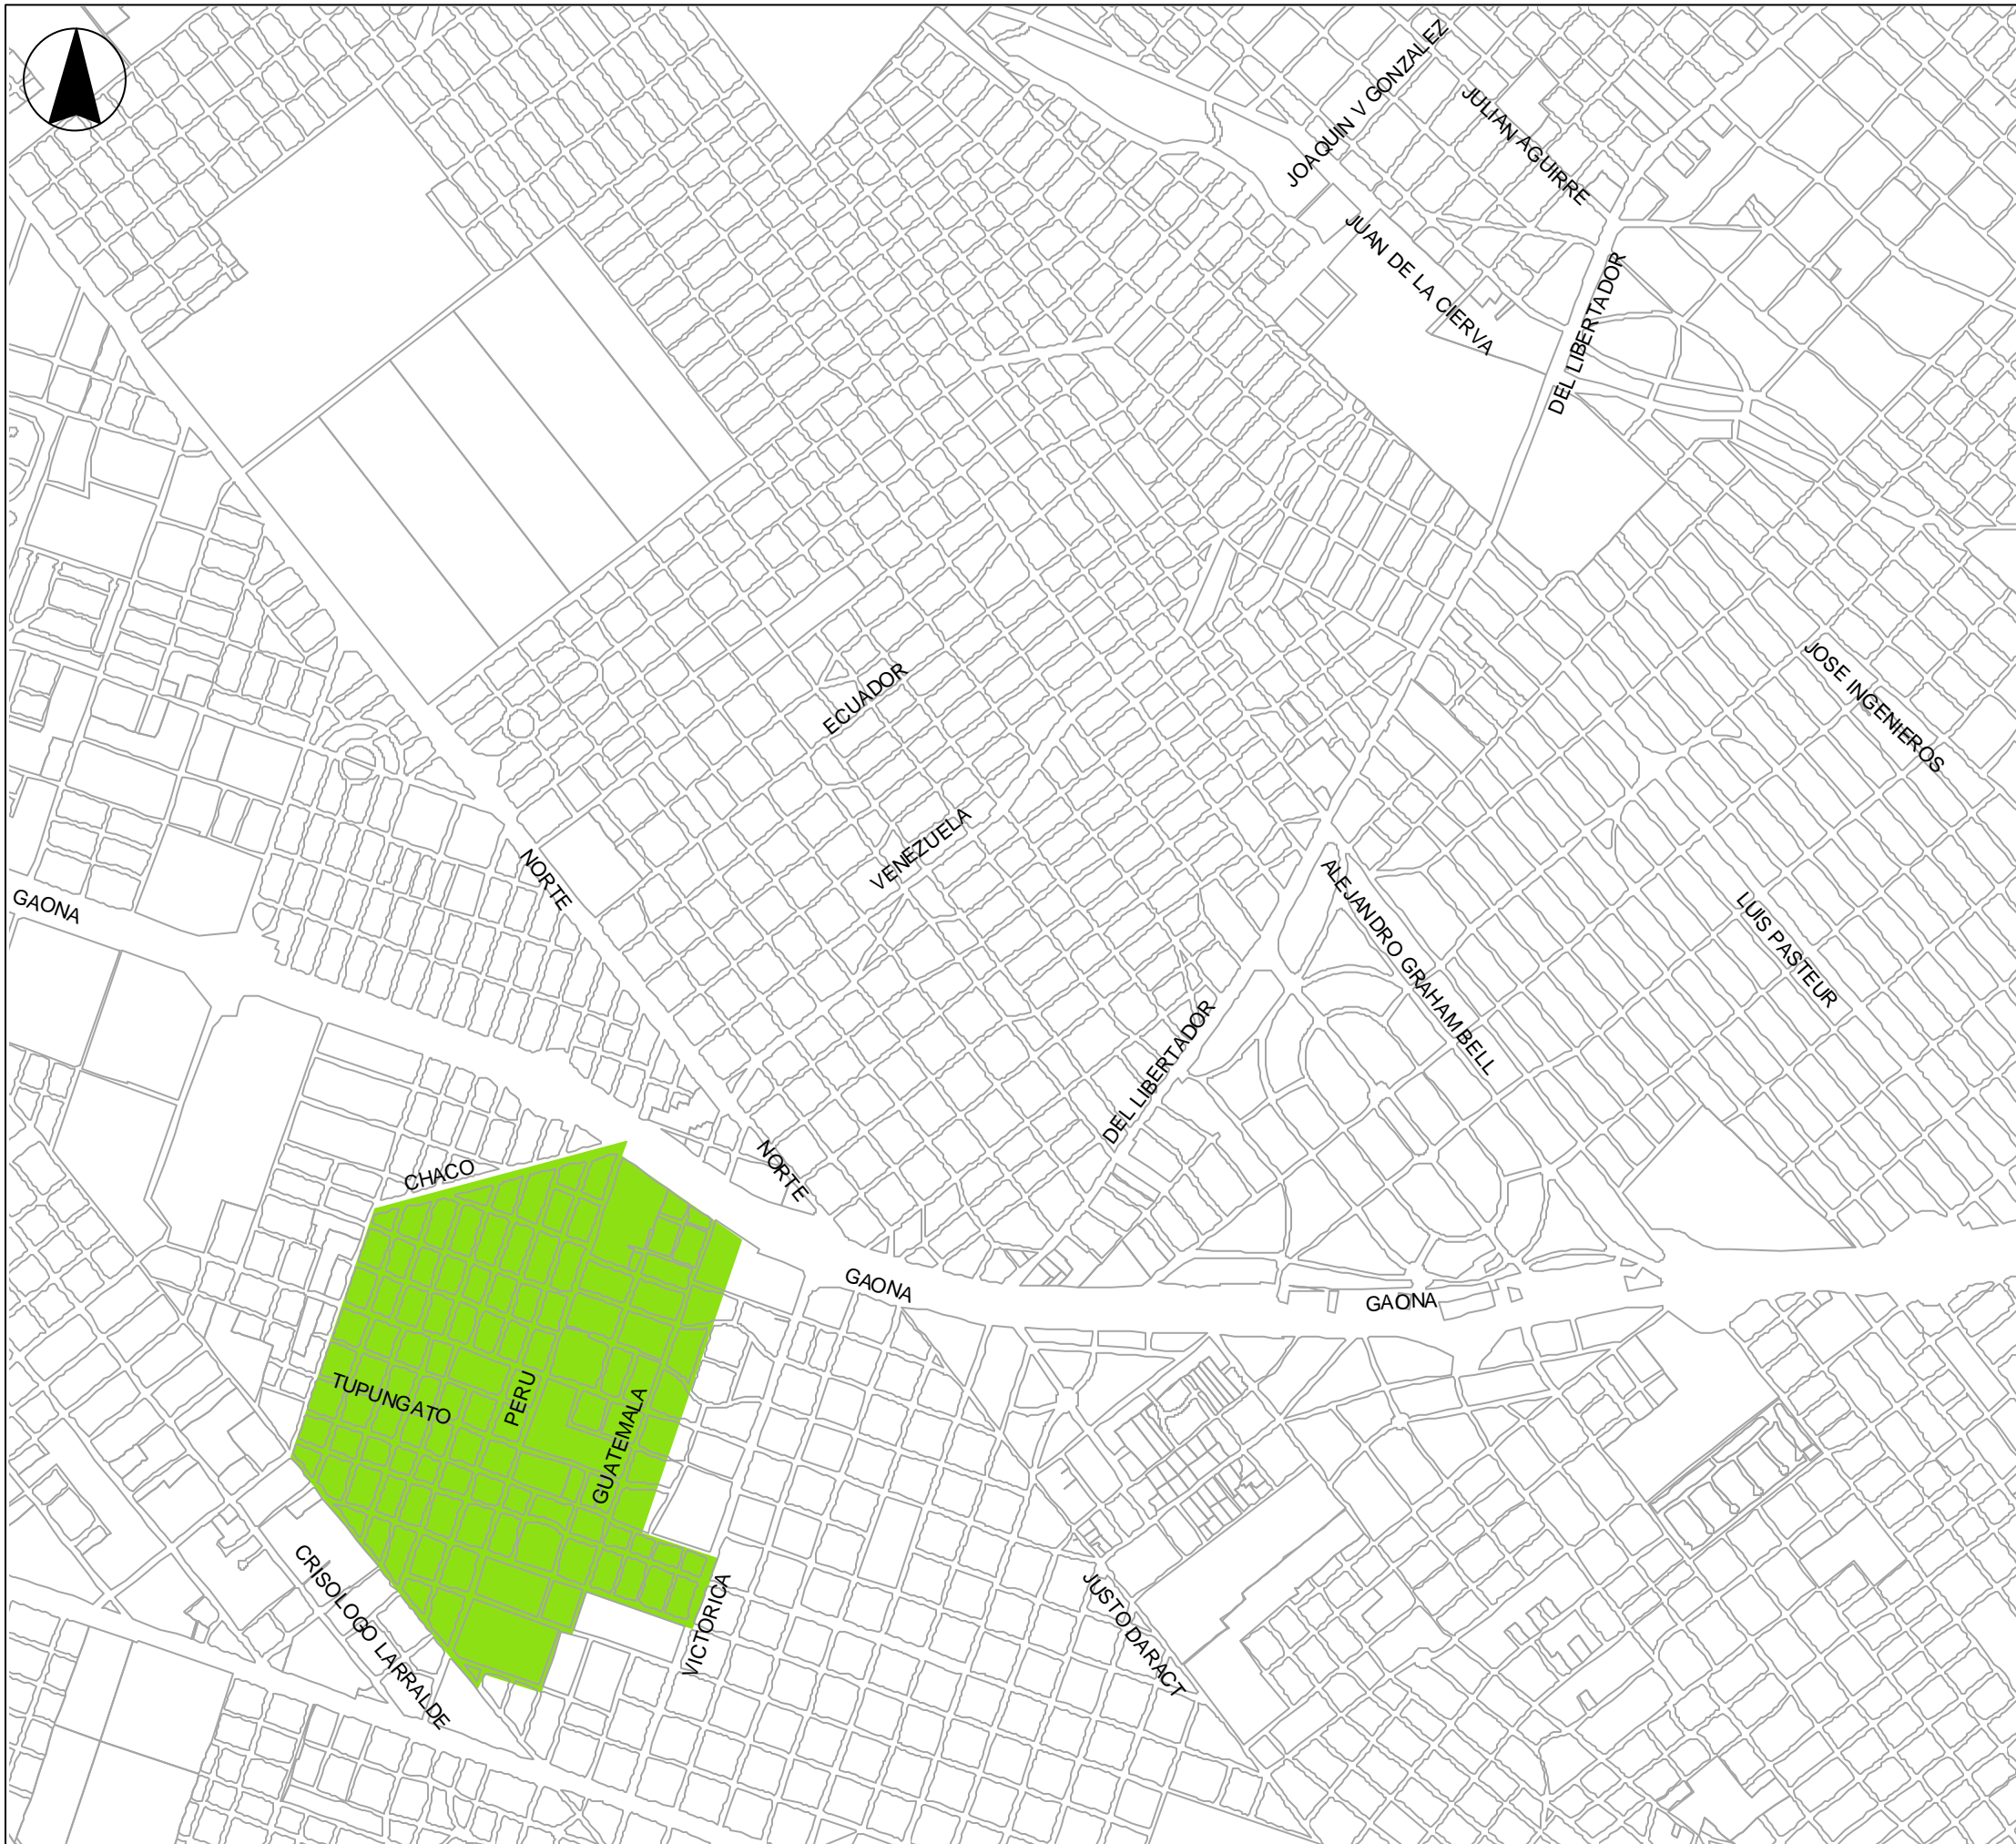 JOAQUIN V GONZALEZ
JULIAN AGUIRRE
JUAN DE LA CIERVA
DEL LIBERTADOR
JOSE INGENIEROS
ECUADOR
VENEZUELA
NORTE
ALEJANDRO GRAHAM BELL
GAONA
LUIS PASTEUR
DEL LIBERTADOR
NORTE
CHACO
GAONA
GAONA
TUPUNGATO
PERU
GUATEMALA
CRISOLOGO LARRALDE
VICTORICA
JUSTO DARACT